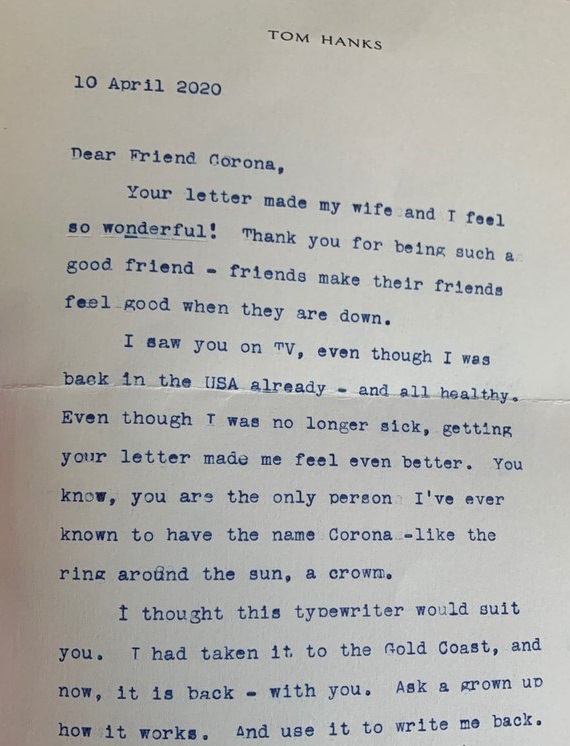 TOM HANKS
10 April 2020
Dear Friend Corona,
Your letter made my wife and I feel
so wonderful! Thank you for being such a
good friend - friends make their friends
feel good when they are down.
I saw you on TV, even though I was
back in the USA already - and all healthy.
Even though I was no longer sick, getting
your letter made me feel even better. You
know, you are the only person I've ever
known to have the name Corona -like the
ring around the sun, a crown.
I thought this typewriter would suit
you. I had taken it to the Gold Coast, and
now, it is back - with you. Ask a grown up
how it works. And use it to write me back.